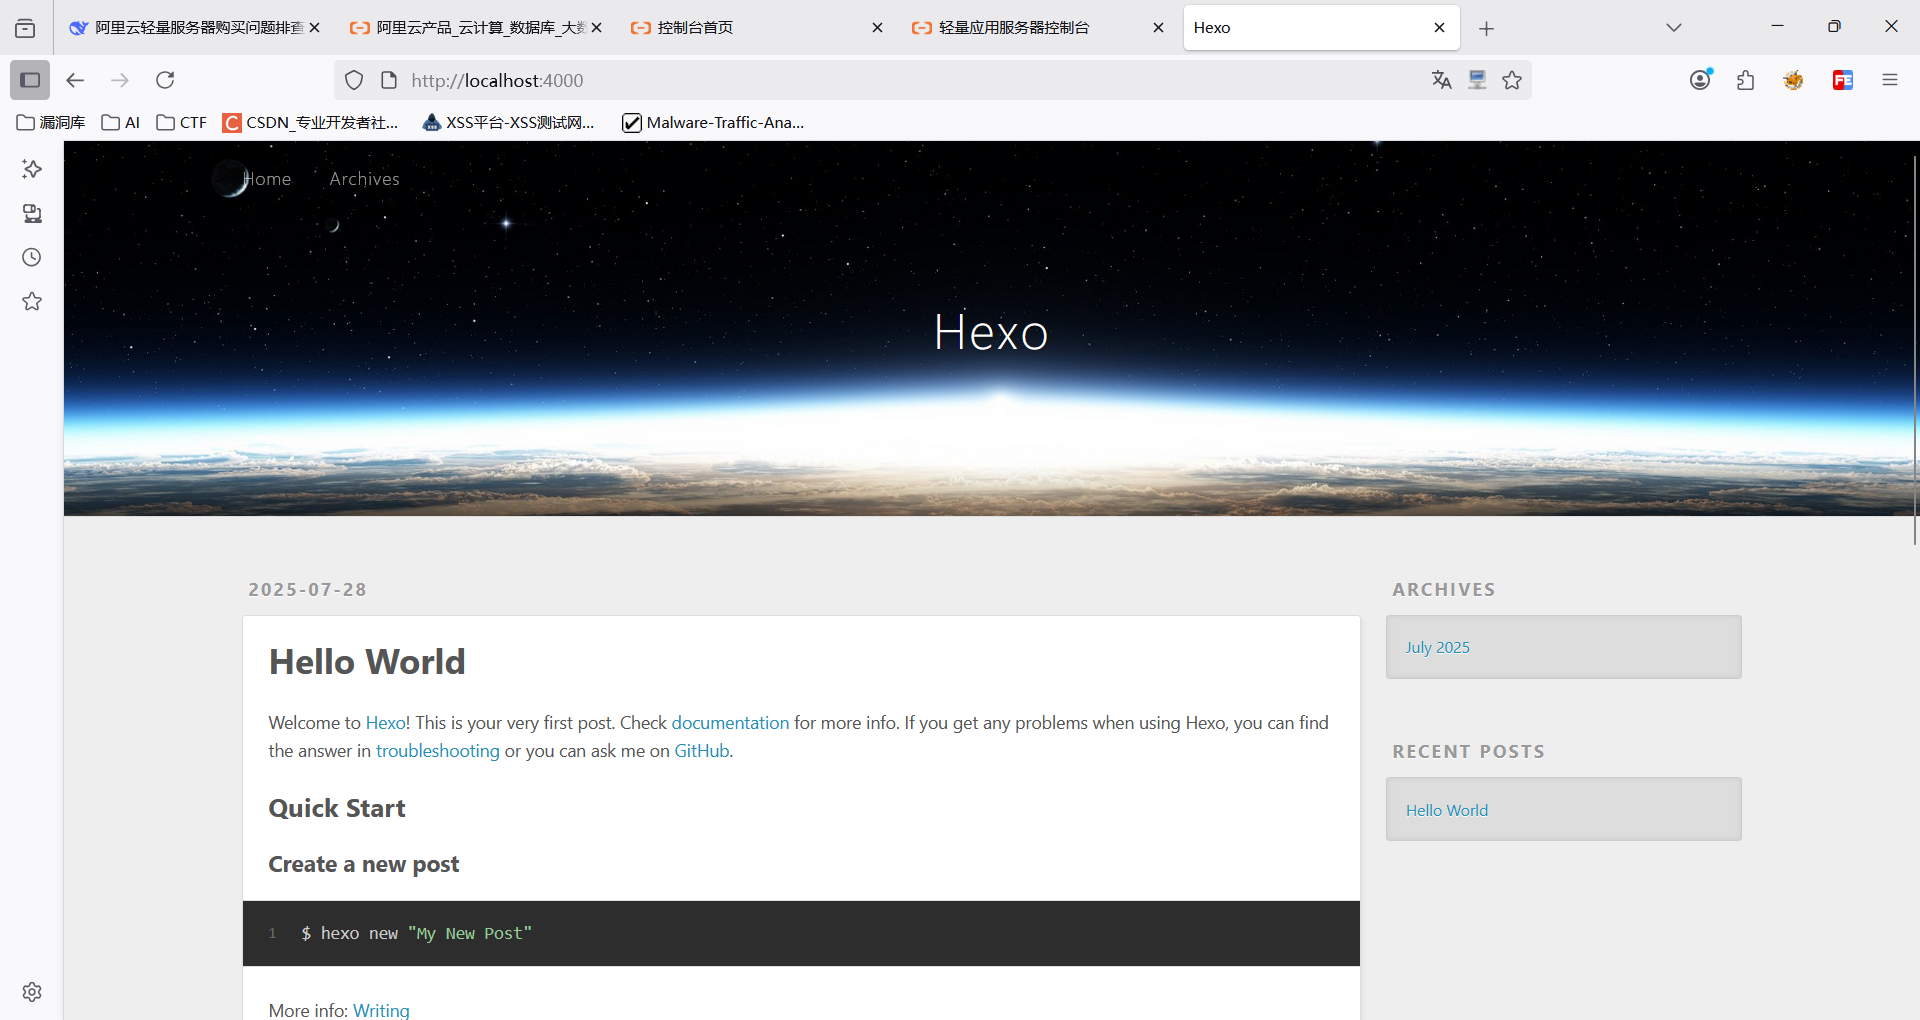 阿里云轻量服务器购买问题排查
阿里云产品_云计算_数据库_大数
控制台首页
轻量应用服务器控制台
Hexo
http://localhost:4000
漏洞库
AI
CTF
CSDN_专业开发者社...
XSS平台-XSS测试网...
Malware-Traffic-Ana...
Home
Archives
Hexo
2025-07-28
Hello World
Welcome to Hexo! This is your very first post. Check documentation for more info. If you get any problems when using Hexo, you can find
the answer in troubleshooting or you can ask me on GitHub.
Quick Start
Create a new post
1 $ hexo new "My New Post"
More info: Writing
ARCHIVES
July 2025
RECENT POSTS
Hello World